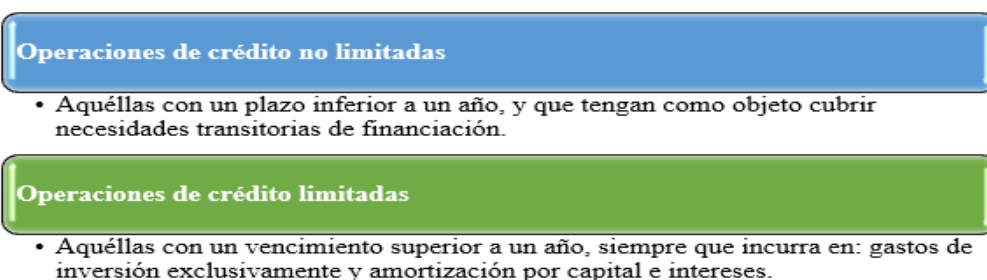 Operaciones de crédito no limitadas
• Aquéllas con un plazo inferior a un año, y que tengan como objeto cubrir
necesidades transitorias de financiación.
Operaciones de crédito limitadas
• Aquéllas con un vencimiento superior a un año, siempre que incurra en: gastos de
inversión exclusivamente y amortización por capital e intereses.